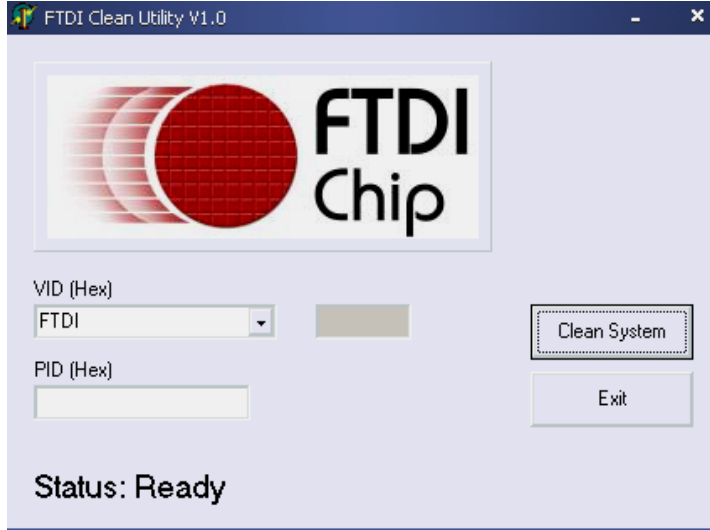 FTDI Clean Utility V1.0
FTDI
Chip
VID (Hex)
FTDI
Clean System
PID (Hex)
Exit
Status: Ready